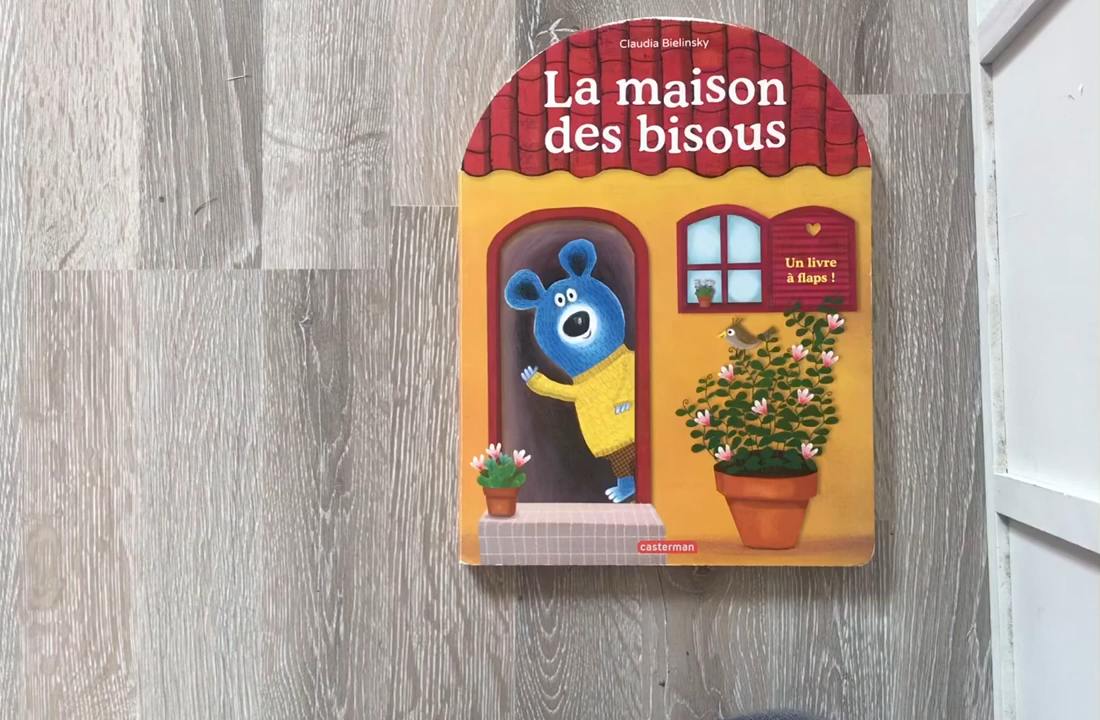 Claudia Bielinsky
La maison
des bisous
Un livre
à flaps !
casterman